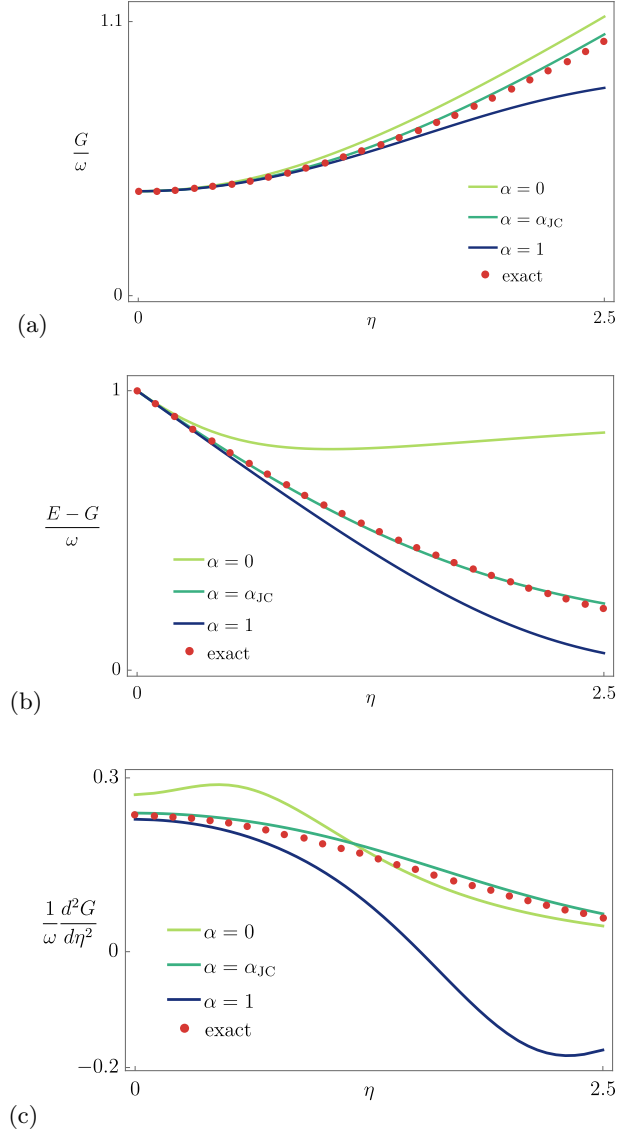 1.1
G
ω
α = 0
α = α_JC
α = 1
exact
0
0 η 2.5
(a)
1
E − G
ω
α = 0
α = α_JC
α = 1
exact
0
0 η 2.5
(b)
0.3
1 d²G
ω dη²
0
α = 0
α = α_JC
α = 1
exact
−0.2
0 η 2.5
(c)